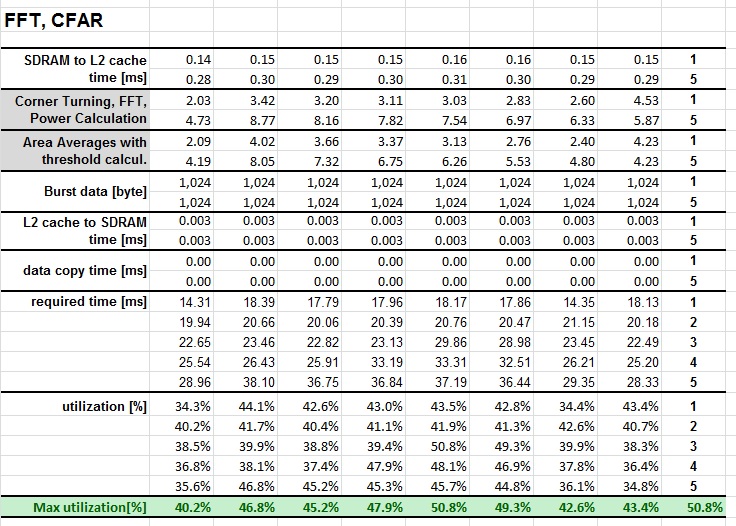 FFT, CFAR
SDRAM to L2 cache 0.14 0.15 0.15 0.15 0.16 0.16 0.15 0.15 1
time [ms] 0.28 0.30 0.29 0.30 0.31 0.30 0.29 0.29 5
Corner Turning, FFT, 2.03 3.42 3.20 3.11 3.03 2.83 2.60 4.53 1
Power Calculation 4.73 8.77 8.16 7.82 7.54 6.97 6.33 5.87 5
Area Averages with 2.09 4.02 3.66 3.37 3.13 2.76 2.40 4.23 1
threshold calcul. 4.19 8.05 7.32 6.75 6.26 5.53 4.80 4.23 5
Burst data [byte] 1,024 1,024 1,024 1,024 1,024 1,024 1,024 1,024 1
1,024 1,024 1,024 1,024 1,024 1,024 1,024 1,024 5
L2 cache to SDRAM 0.003 0.003 0.003 0.003 0.003 0.003 0.003 0.003 1
time [ms] 0.003 0.003 0.003 0.003 0.003 0.003 0.003 0.003 5
data copy time [ms] 0.00 0.00 0.00 0.00 0.00 0.00 0.00 0.00 1
0.00 0.00 0.00 0.00 0.00 0.00 0.00 0.00 5
required time [ms] 14.31 18.39 17.79 17.96 18.17 17.86 14.35 18.13 1
19.94 20.66 20.06 20.39 20.76 20.47 21.15 20.18 2
22.65 23.46 22.82 23.13 29.86 28.98 23.45 22.49 3
25.54 26.43 25.91 33.19 33.31 32.51 26.21 25.20 4
28.96 38.10 36.75 36.84 37.19 36.44 29.35 28.33 5
utilization [%] 34.3% 44.1% 42.6% 43.0% 43.5% 42.8% 34.4% 43.4% 1
40.2% 41.7% 40.4% 41.1% 41.9% 41.3% 42.6% 40.7% 2
38.5% 39.9% 38.8% 39.4% 50.8% 49.3% 39.9% 38.3% 3
36.8% 38.1% 37.4% 47.9% 48.1% 46.9% 37.8% 36.4% 4
35.6% 46.8% 45.2% 45.3% 45.7% 44.8% 36.1% 34.8% 5
Max utilization[%] 40.2% 46.8% 45.2% 47.9% 50.8% 49.3% 42.6% 43.4% 50.8%